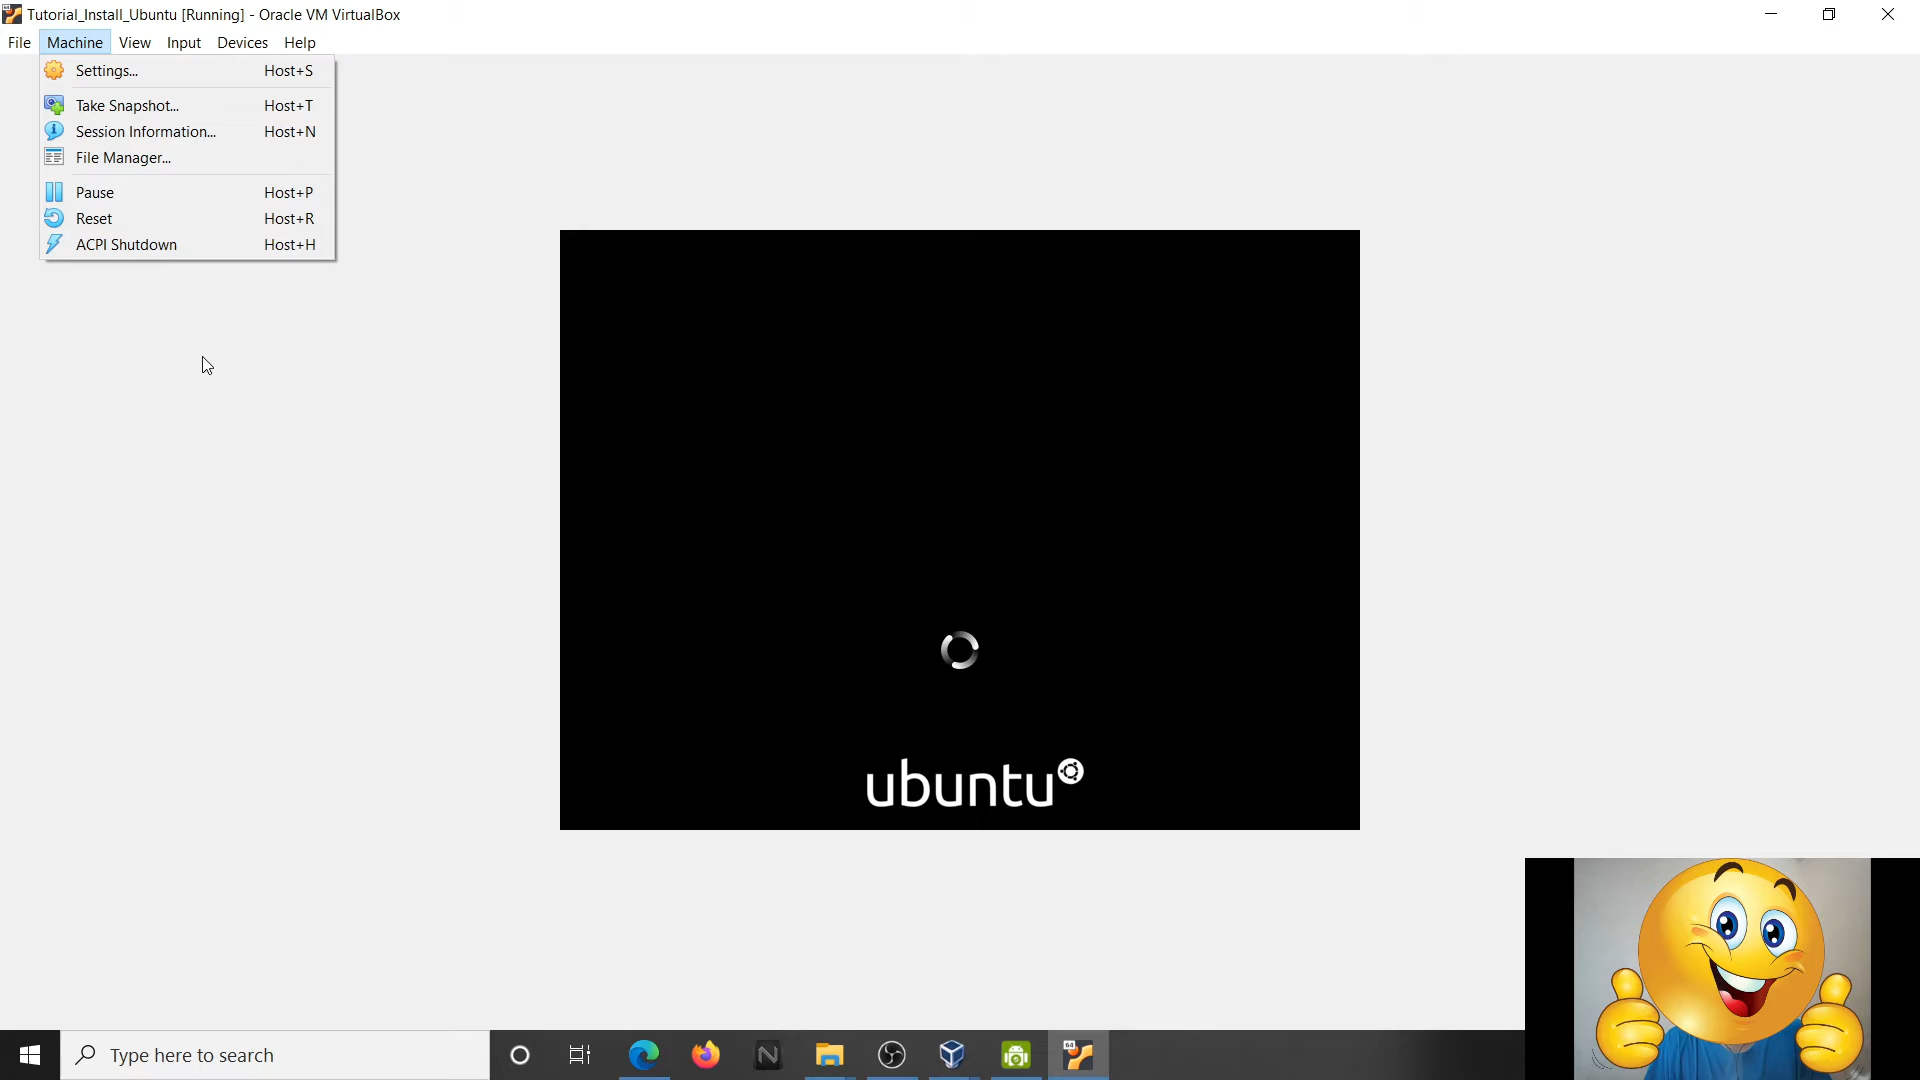 Tutorial_Install_Ubuntu [Running] - Oracle VM VirtualBox
File Machine View Input Devices Help
Settings... Host+S
Take Snapshot... Host+T
Session Information... Host+N
File Manager...
Pause Host+P
Reset Host+R
ACPI Shutdown Host+H
ubuntu
Type here to search
64